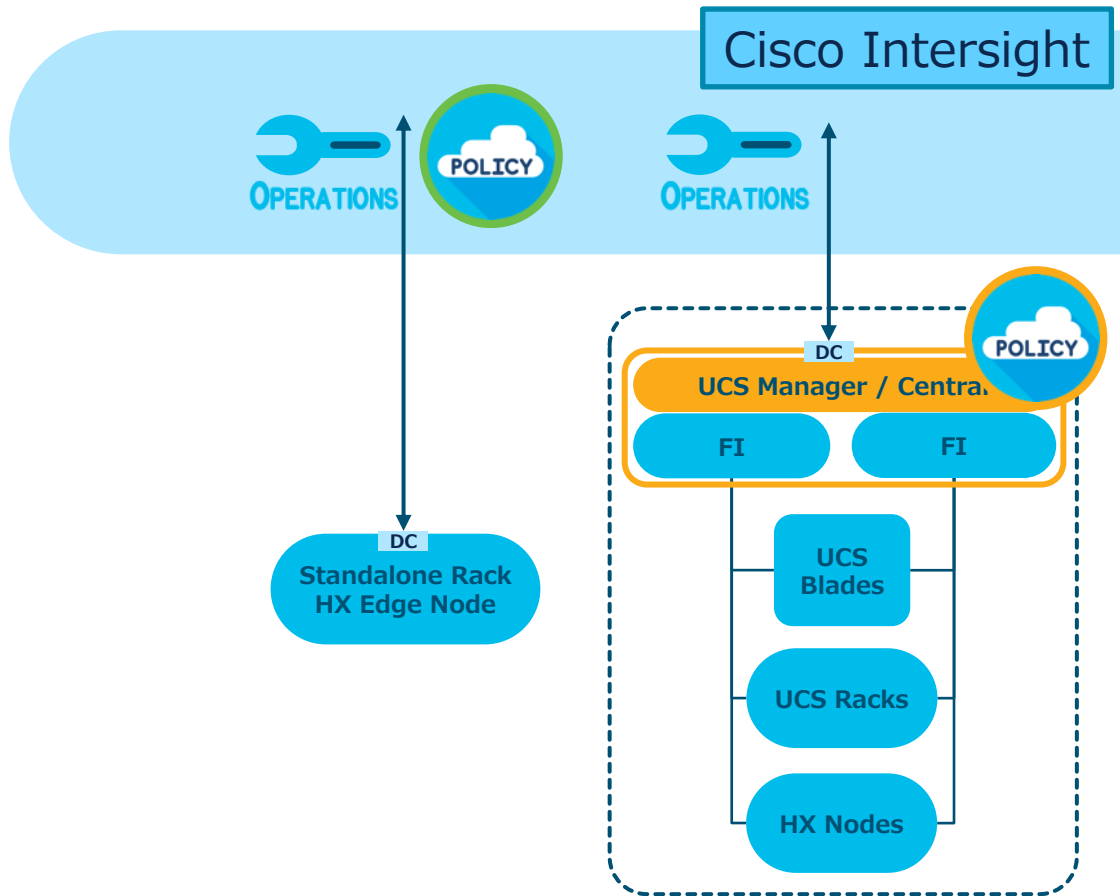 Cisco Intersight
OPERATIONS
POLICY
OPERATIONS
POLICY
DC
UCS Manager / Centra
FI
FI
DC
Standalone Rack
HX Edge Node
UCS
Blades
UCS Racks
HX Nodes